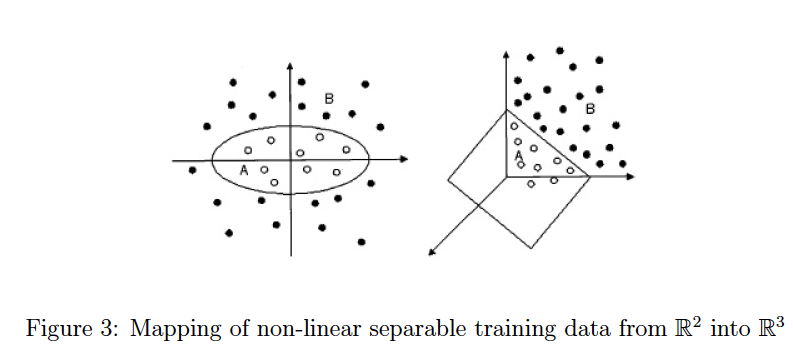 B
A
B
A
Figure 3: Mapping of non-linear separable training data from ℝ² into ℝ³